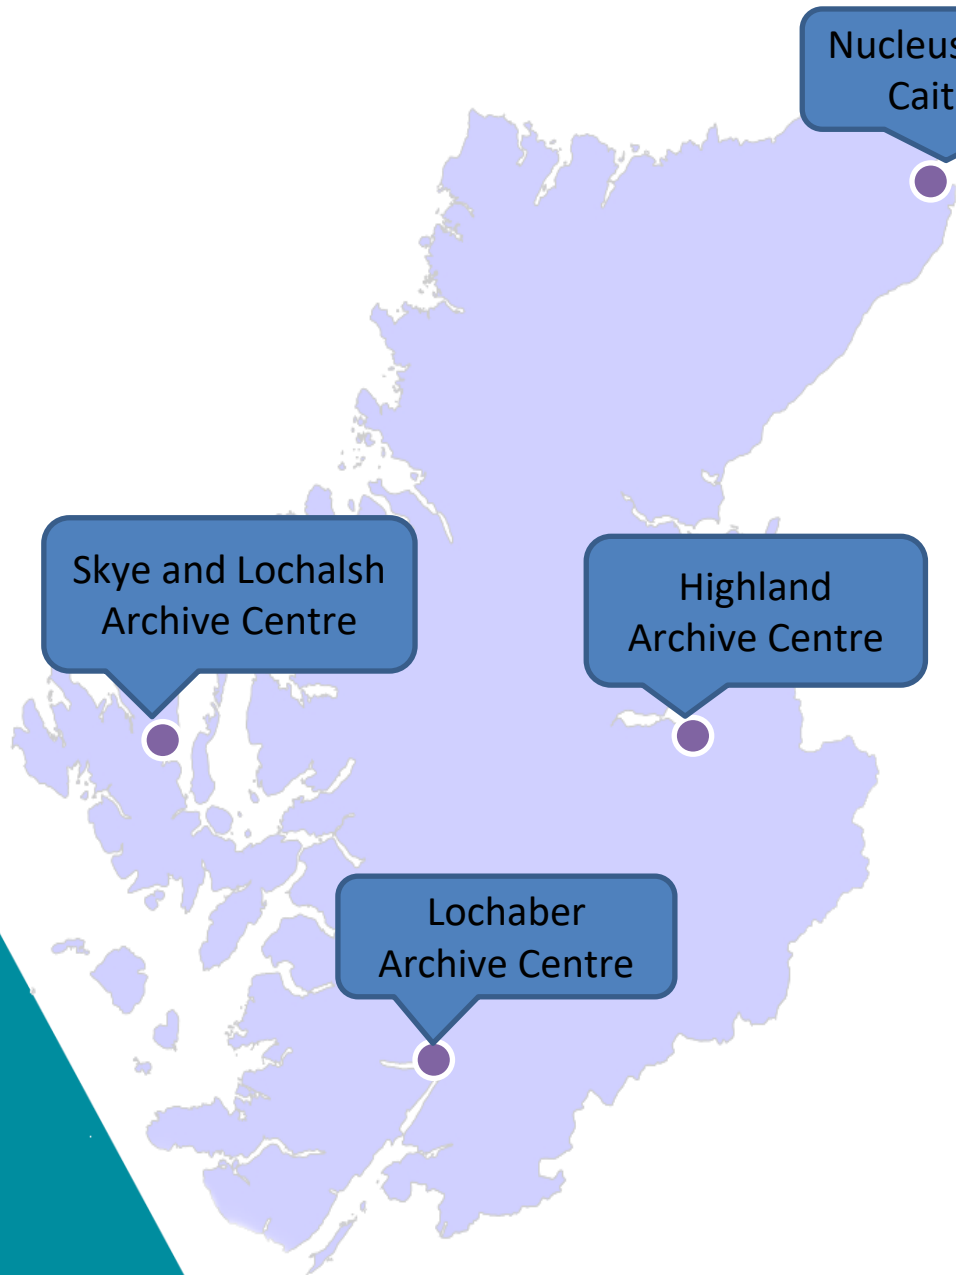 Nucleus
Cait
Skye and Lochalsh
Archive Centre
Highland
Archive Centre
Lochaber
Archive Centre